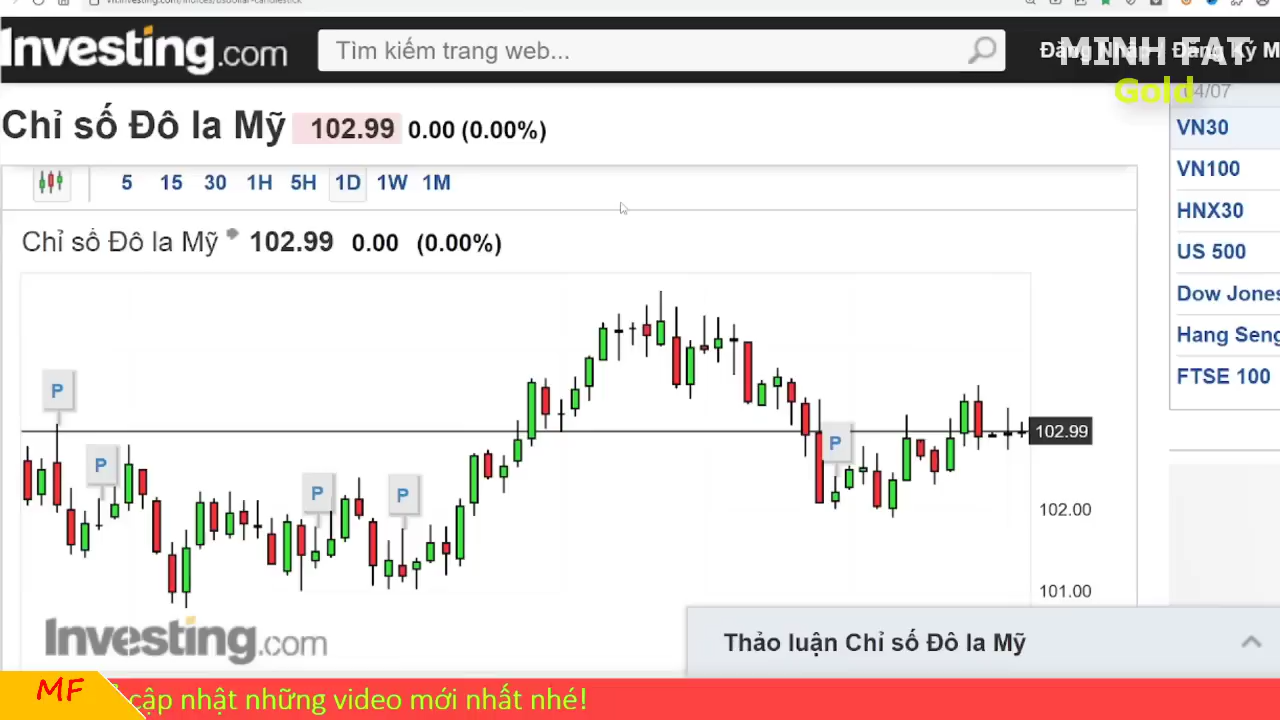 Investing.com
Tìm kiếm trang web...
MINH FAT
Gold
04/07
Chỉ số Đô la Mỹ 102.99 0.00 (0.00%)
5 15 30 1H 5H 1D 1W 1M
Chỉ số Đô la Mỹ 102.99 0.00 (0.00%)
VN30
VN100
HNX30
US 500
Dow Jones
Hang Seng
FTSE 100
P
P
P
P
P
102.99
102.00
101.00
Investing.com
Thảo luận Chỉ số Đô la Mỹ
MF
cập nhật những video mới nhất nhé!